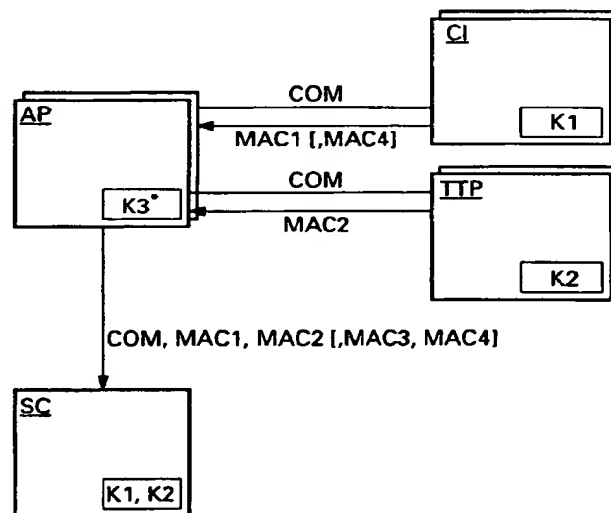 CI
AP
COM
K1
MAC1 [,MAC4]
COM
TTP
K3*
MAC2
K2
COM, MAC1, MAC2 [,MAC3, MAC4]
SC
K1, K2